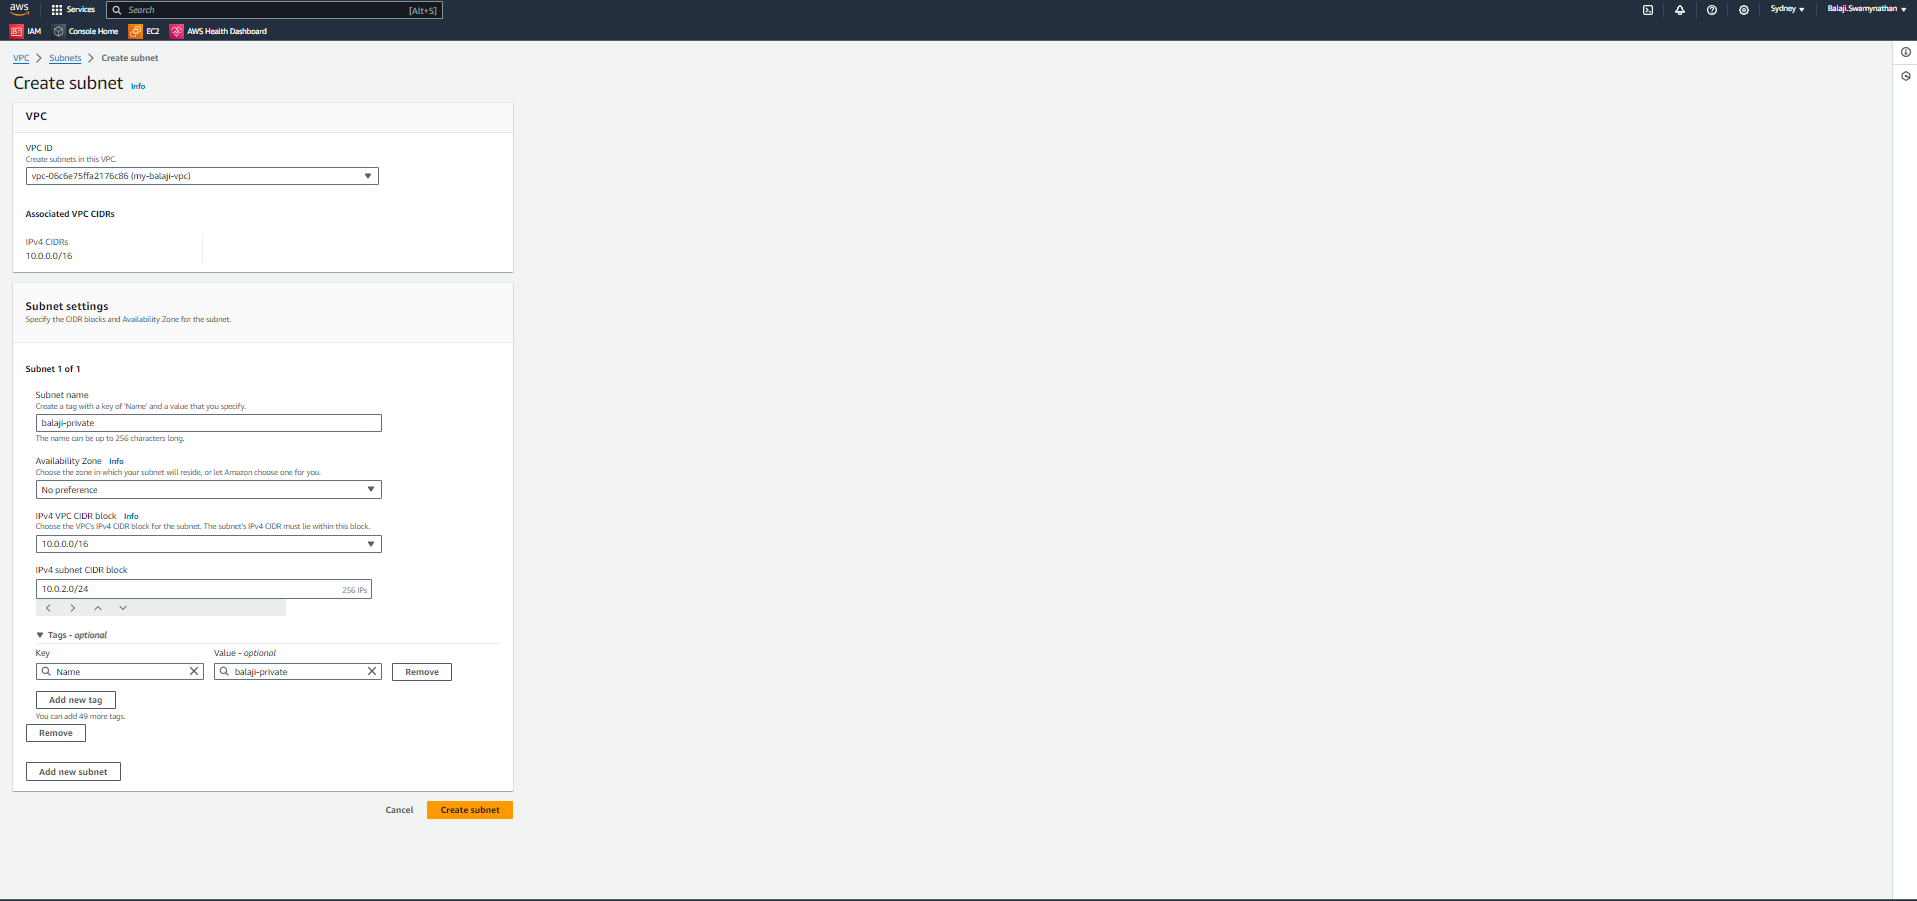 aws Services Search [Alt+S] Sydney Balaji.Swamynathan
IAM Console Home EC2 AWS Health Dashboard
VPC Subnets Create subnet
Create subnet Info
VPC
VPC ID
Create subnets in this VPC.
vpc-06c6e75ffa2176c86 (my-balaji-vpc)
Associated VPC CIDRs
IPv4 CIDRs
10.0.0.0/16
Subnet settings
Specify the CIDR blocks and Availability Zone for the subnet.
Subnet 1 of 1
Subnet name
Create a tag with a key of 'Name' and a value that you specify.
balaji-private
The name can be up to 256 characters long.
Availability Zone Info
Choose the zone in which your subnet will reside, or let Amazon choose one for you.
No preference
IPv4 VPC CIDR block Info
Choose the VPC's IPv4 CIDR block for the subnet. The subnet's IPv4 CIDR must lie within this block.
10.0.0.0/16
IPv4 subnet CIDR block
10.0.2.0/24 256 IPs
Tags - optional
Key Value - optional
Name balaji-private Remove
Add new tag
You can add 49 more tags.
Remove
Add new subnet
Cancel Create subnet